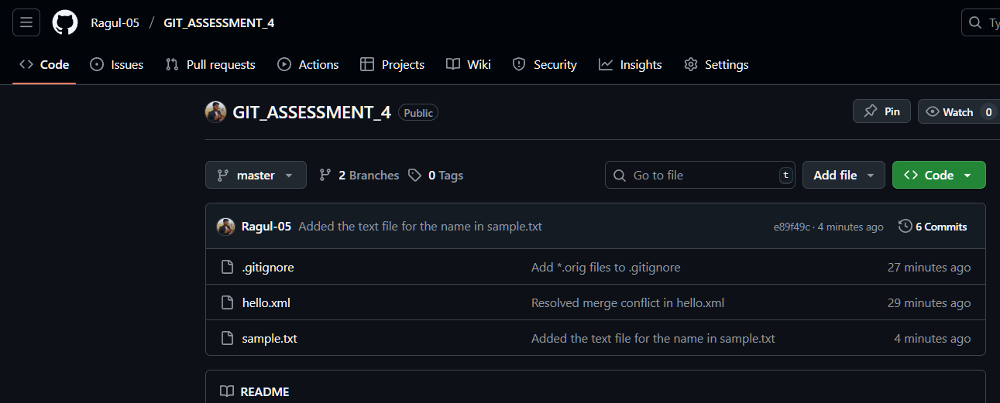 Ragul-05 / GIT_ASSESSMENT_4
Ty
Code Issues Pull requests Actions Projects Wiki Security Insights Settings
GIT_ASSESSMENT_4 Public
Pin Watch 0
master 2 Branches 0 Tags
Go to file t Add file Code
Ragul-05 Added the text file for the name in sample.txt e89f49c · 4 minutes ago 6 Commits
.gitignore Add *.orig files to .gitignore 27 minutes ago
hello.xml Resolved merge conflict in hello.xml 29 minutes ago
sample.txt Added the text file for the name in sample.txt 4 minutes ago
README